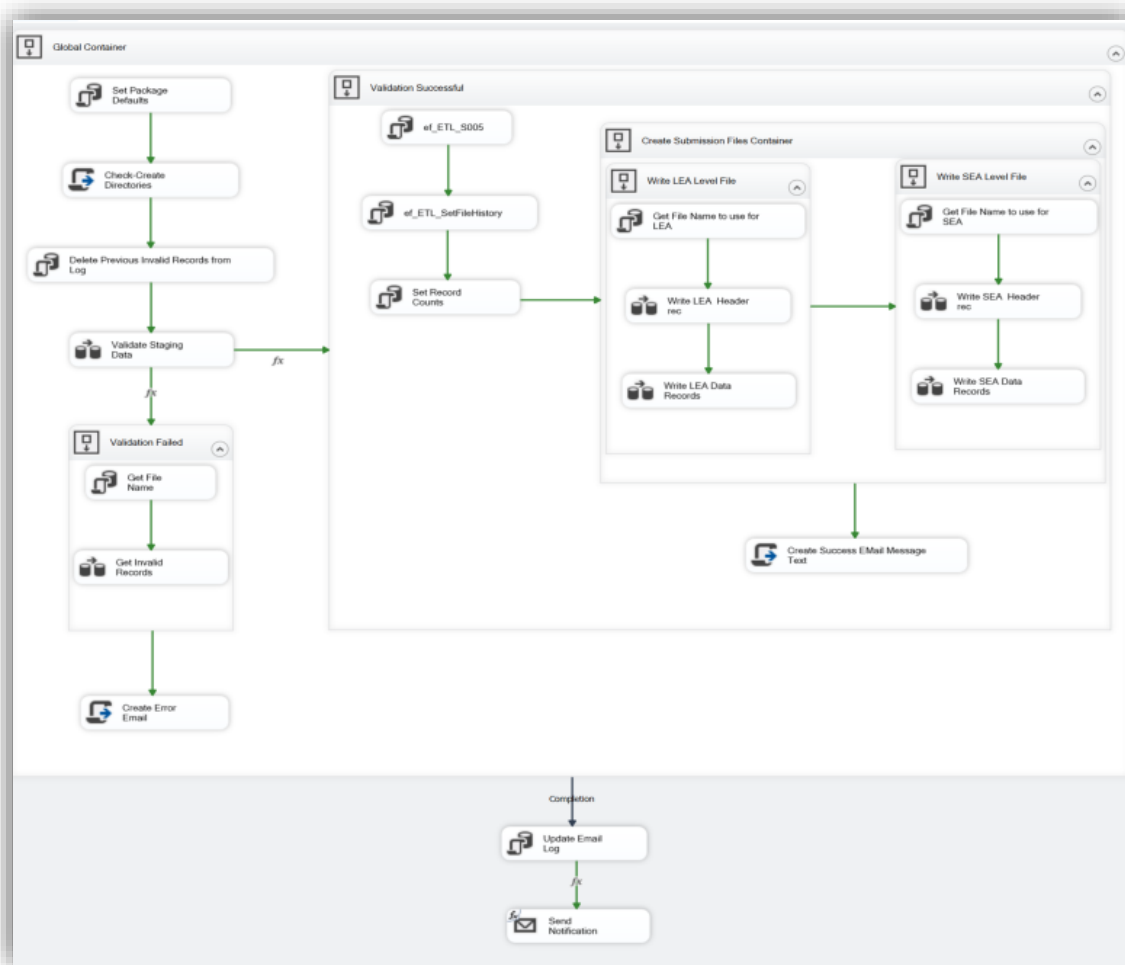 Global Container
Set Package
Defaults
Check-Create
Directories
Delete Previous Invalid Records from
Log
Validate Staging
Data
fx
fx
Validation Failed
Get File
Name
Get Invalid
Records
Create Error
Email
Validation Successful
ef_ETL_S005
ef_ETL_SetFileHistory
Set Record
Counts
Create Submission Files Container
Write LEA Level File
Get File Name to use for
LEA
Write LEA Header
rec
Write LEA Data
Records
Write SEA Level File
Get File Name to use for
SEA
Write SEA Header
rec
Write SEA Data
Records
Create Success EMail Message
Text
Completion
Update Email
Log
fx
fx
Send
Notification